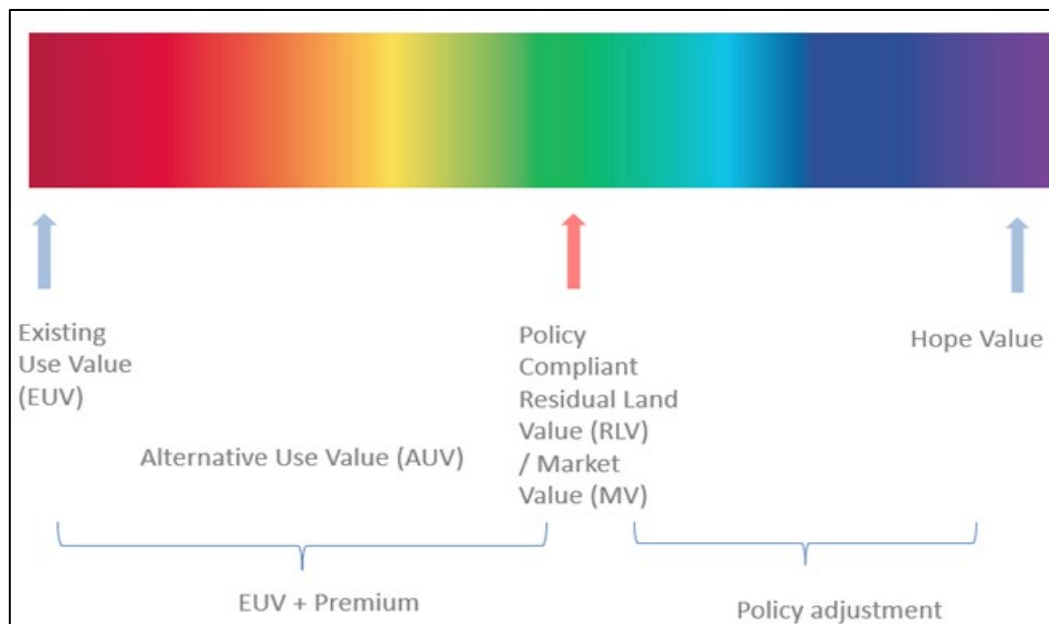 Existing
Use Value
(EUV)
Alternative Use Value (AUV)
Policy
Compliant
Residual Land
Value (RLV)
/ Market
Value (MV)
Hope Value
EUV + Premium
Policy adjustment